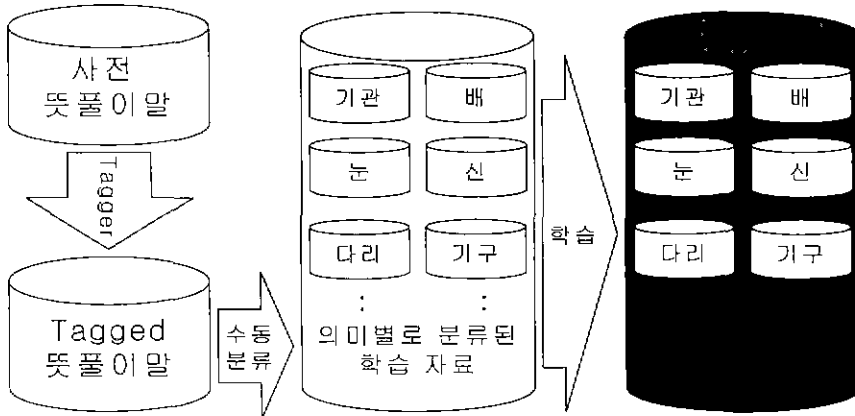 사전
뜻풀이말
Tagger
Tagged
뜻풀이말
수동
분류
기관 배
눈 신
다리 기구
: :
의미별로 분류된
학습 자료
학습
기관 배
눈 신
다리 기구